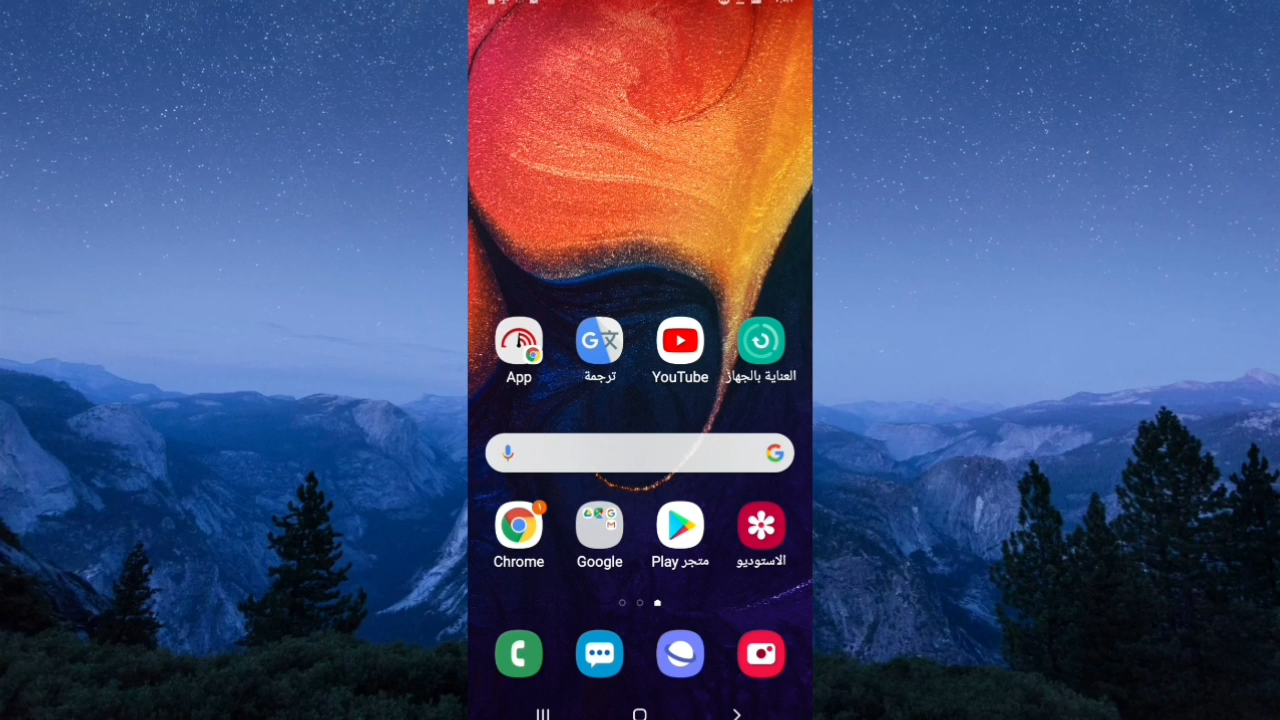 App
ترجمة
YouTube
العناية بالجهاز
Chrome
Google
متجر Play
الاستوديو